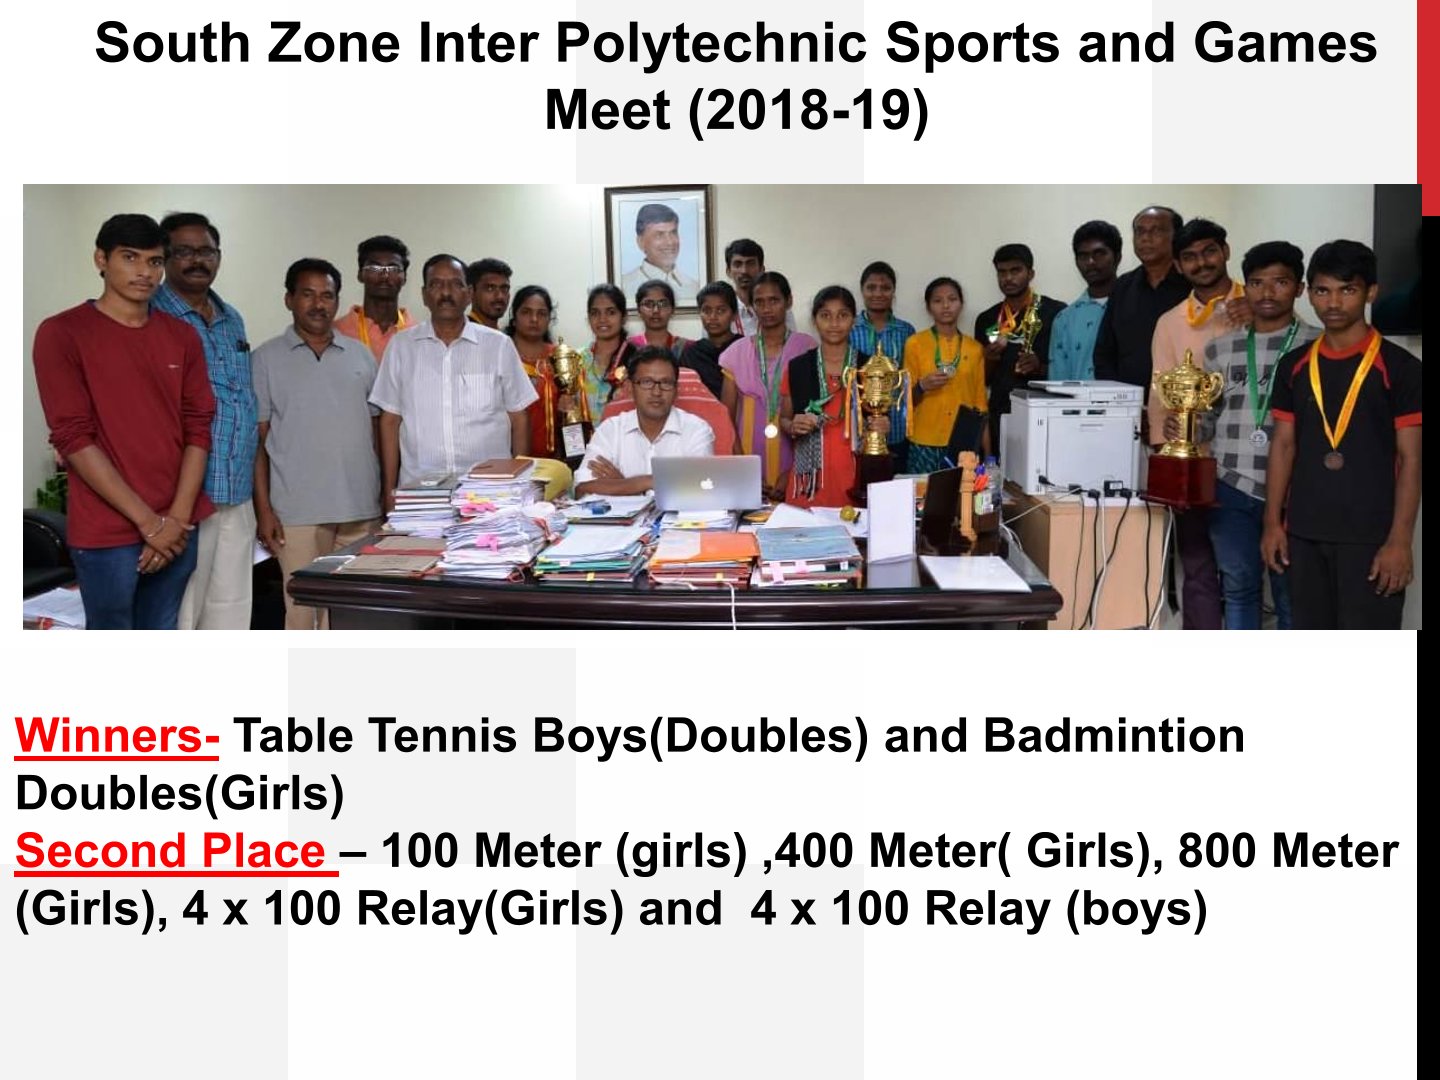 South Zone Inter Polytechnic Sports and Games
Meet (2018-19)
Winners- Table Tennis Boys(Doubles) and Badmintion
Doubles(Girls)
Second Place – 100 Meter (girls) ,400 Meter( Girls), 800 Meter
(Girls), 4 x 100 Relay(Girls) and  4 x 100 Relay (boys)